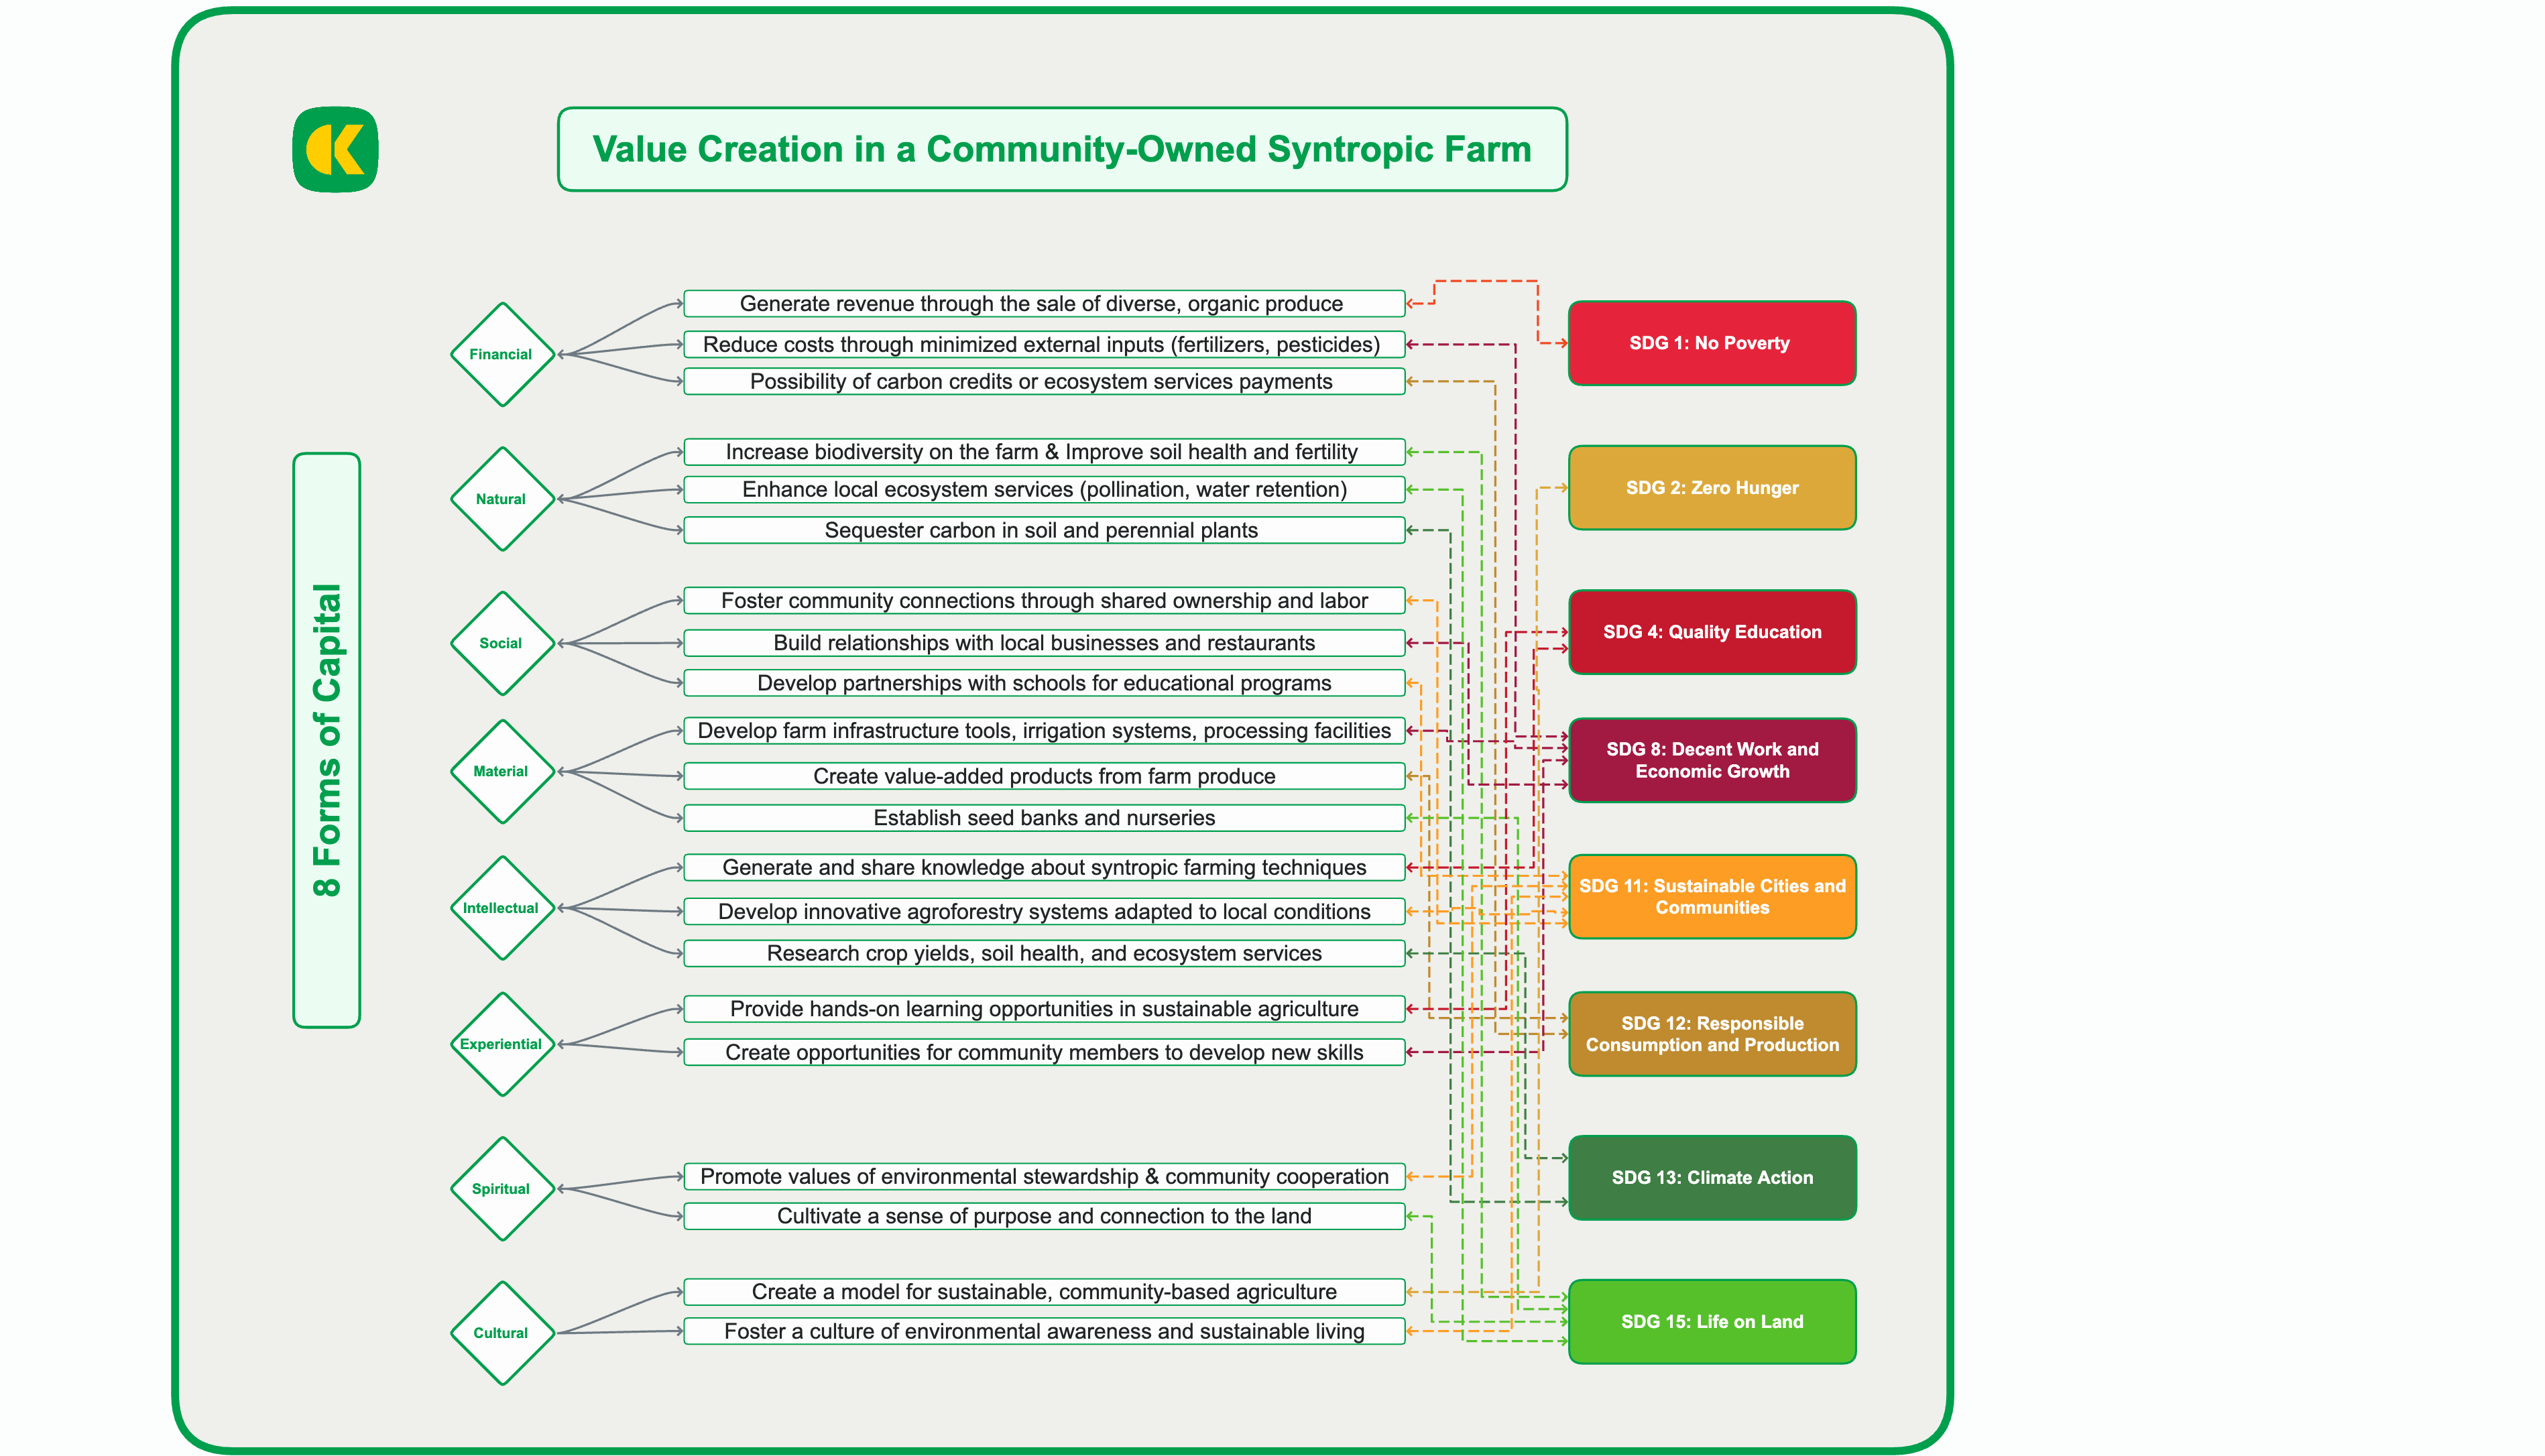 Value Creation in a Community-Owned Syntropic Farm
8 Forms of Capital
Financial
Generate revenue through the sale of diverse, organic produce
Reduce costs through minimized external inputs (fertilizers, pesticides)
Possibility of carbon credits or ecosystem services payments
SDG 1: No Poverty
Natural
Increase biodiversity on the farm & Improve soil health and fertility
Enhance local ecosystem services (pollination, water retention)
Sequester carbon in soil and perennial plants
SDG 2: Zero Hunger
Social
Foster community connections through shared ownership and labor
Build relationships with local businesses and restaurants
Develop partnerships with schools for educational programs
SDG 4: Quality Education
Material
Develop farm infrastructure tools, irrigation systems, processing facilities
Create value-added products from farm produce
Establish seed banks and nurseries
SDG 8: Decent Work and
Economic Growth
Intellectual
Generate and share knowledge about syntropic farming techniques
Develop innovative agroforestry systems adapted to local conditions
Research crop yields, soil health, and ecosystem services
SDG 11: Sustainable Cities and
Communities
Experiential
Provide hands-on learning opportunities in sustainable agriculture
Create opportunities for community members to develop new skills
SDG 12: Responsible
Consumption and Production
Spiritual
Promote values of environmental stewardship & community cooperation
Cultivate a sense of purpose and connection to the land
SDG 13: Climate Action
Cultural
Create a model for sustainable, community-based agriculture
Foster a culture of environmental awareness and sustainable living
SDG 15: Life on Land